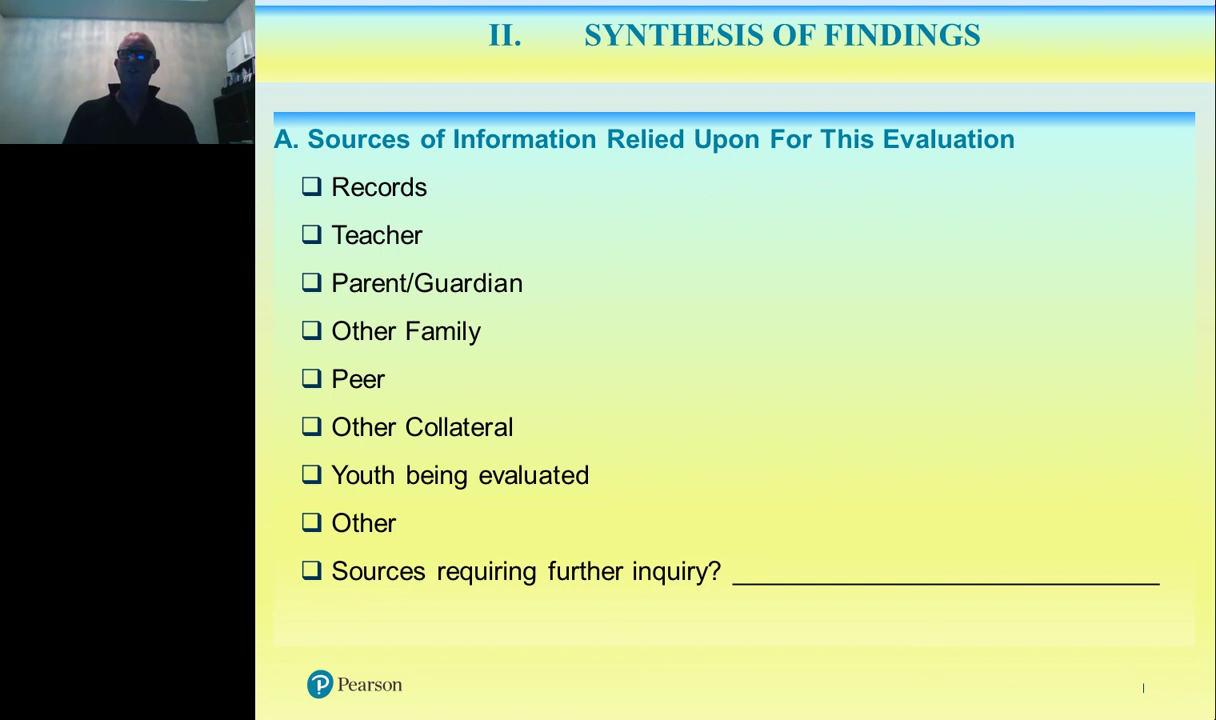 II. SYNTHESIS OF FINDINGS
A. Sources of Information Relied Upon For This Evaluation
❑ Records
❑ Teacher
❑ Parent/Guardian
❑ Other Family
❑ Peer
❑ Other Collateral
❑ Youth being evaluated
❑ Other
❑ Sources requiring further inquiry? ______________________________
Pearson